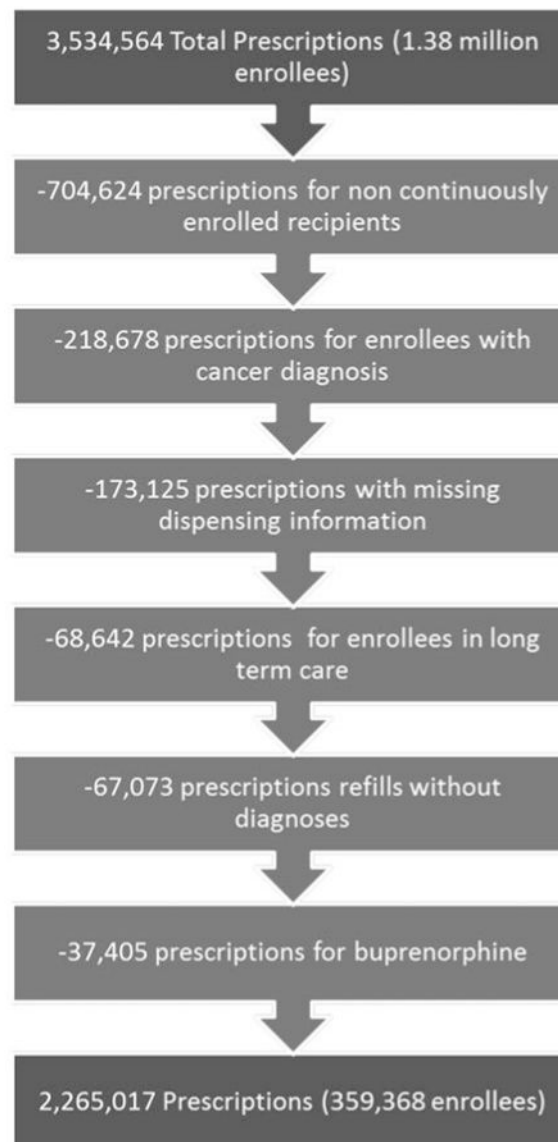 3,534,564 Total Prescriptions (1.38 million
enrollees)
-704,624 prescriptions for non continuously
enrolled recipients
-218,678 prescriptions for enrollees with
cancer diagnosis
-173,125 prescriptions with missing
dispensing information
-68,642 prescriptions for enrollees in long
term care
-67,073 prescriptions refills without
diagnoses
-37,405 prescriptions for buprenorphine
2,265,017 Prescriptions (359,368 enrollees)